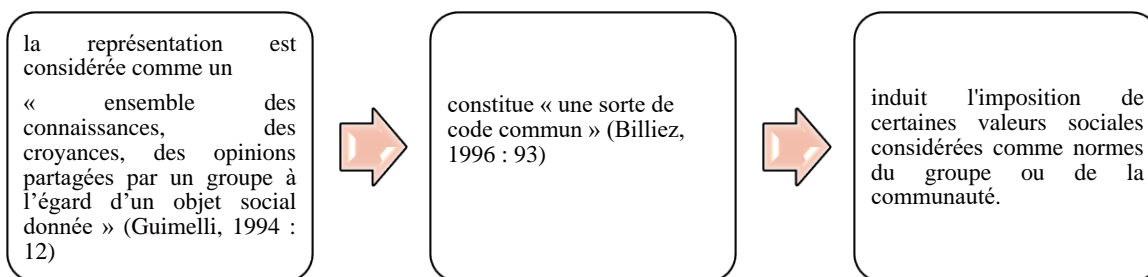 la représentation est
considérée comme un
« ensemble des
connaissances, des
croyances, des opinions
partagées par un groupe à
l’égard d’un objet social
donnée » (Guimelli, 1994 :
12)
constitue « une sorte de
code commun » (Billiez,
1996 : 93)
induit l'imposition de
certaines valeurs sociales
considérées comme normes
du groupe ou de la
communauté.